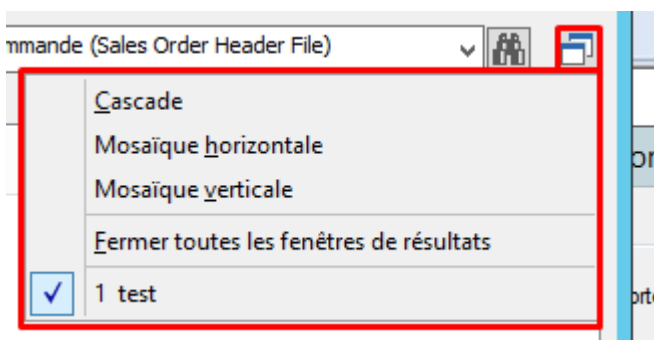 mmande (Sales Order Header File)
Cascade
Mosaïque horizontale
Mosaïque verticale
Fermer toutes les fenêtres de résultats
1 test